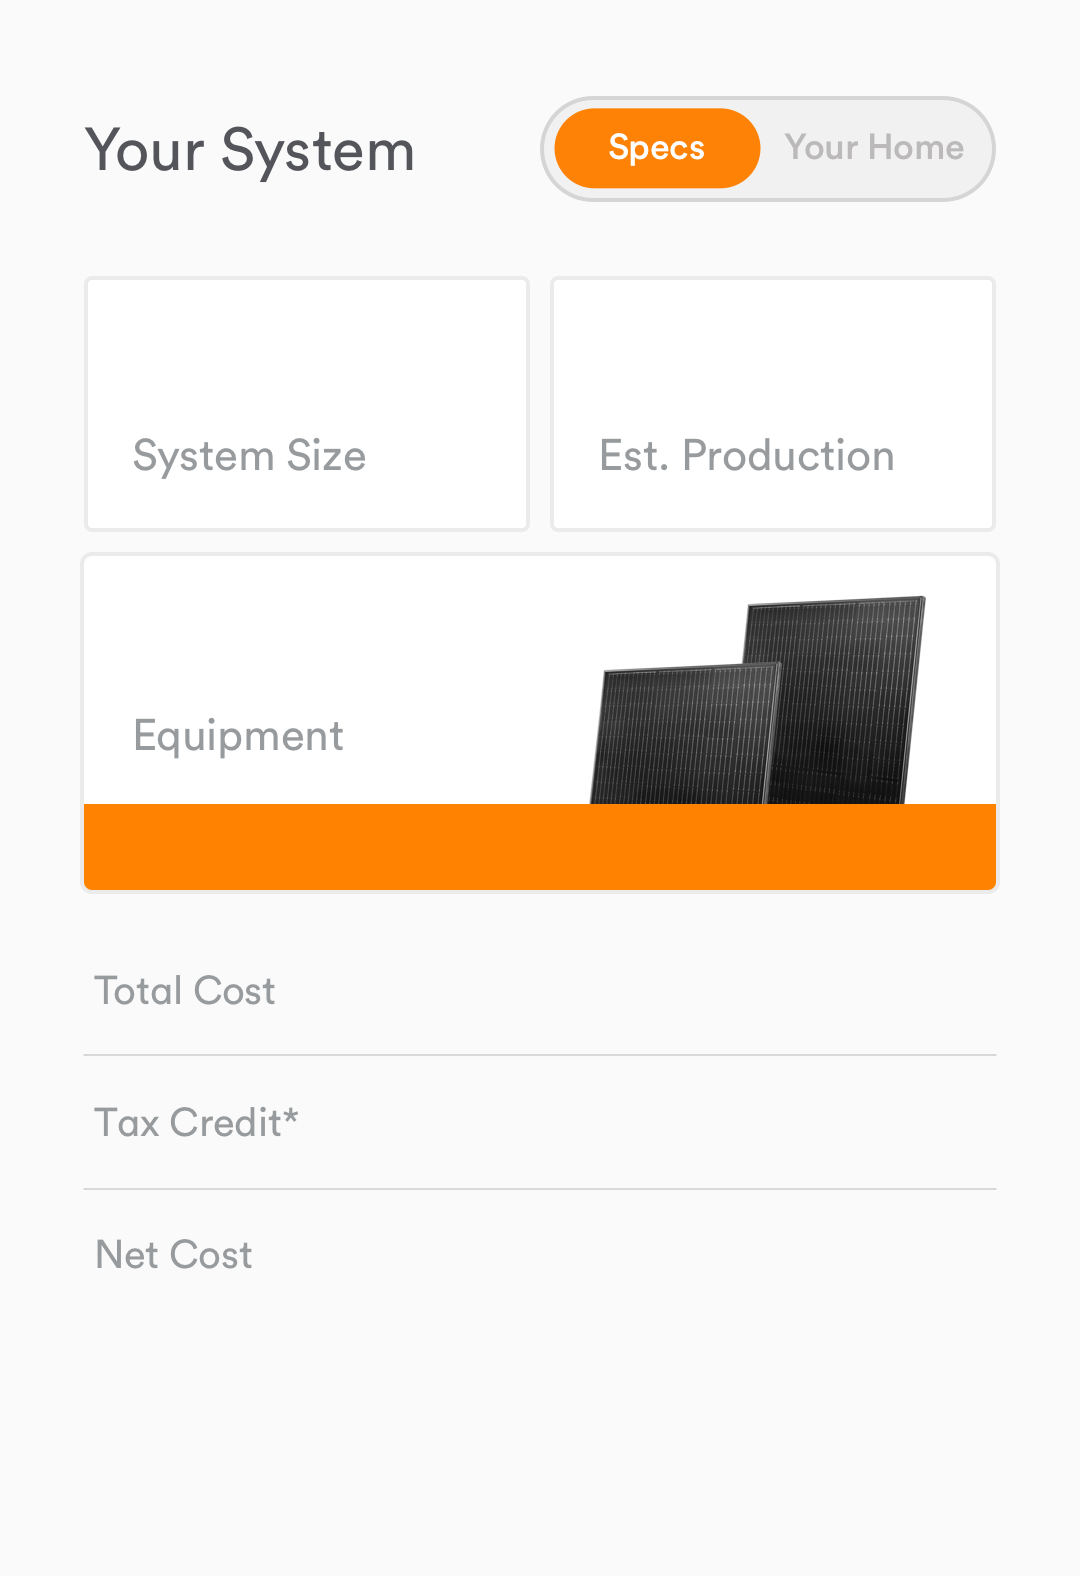 Your System
Specs
Your Home
System Size
Est. Production
Equipment
Total Cost
Tax Credit*
Net Cost